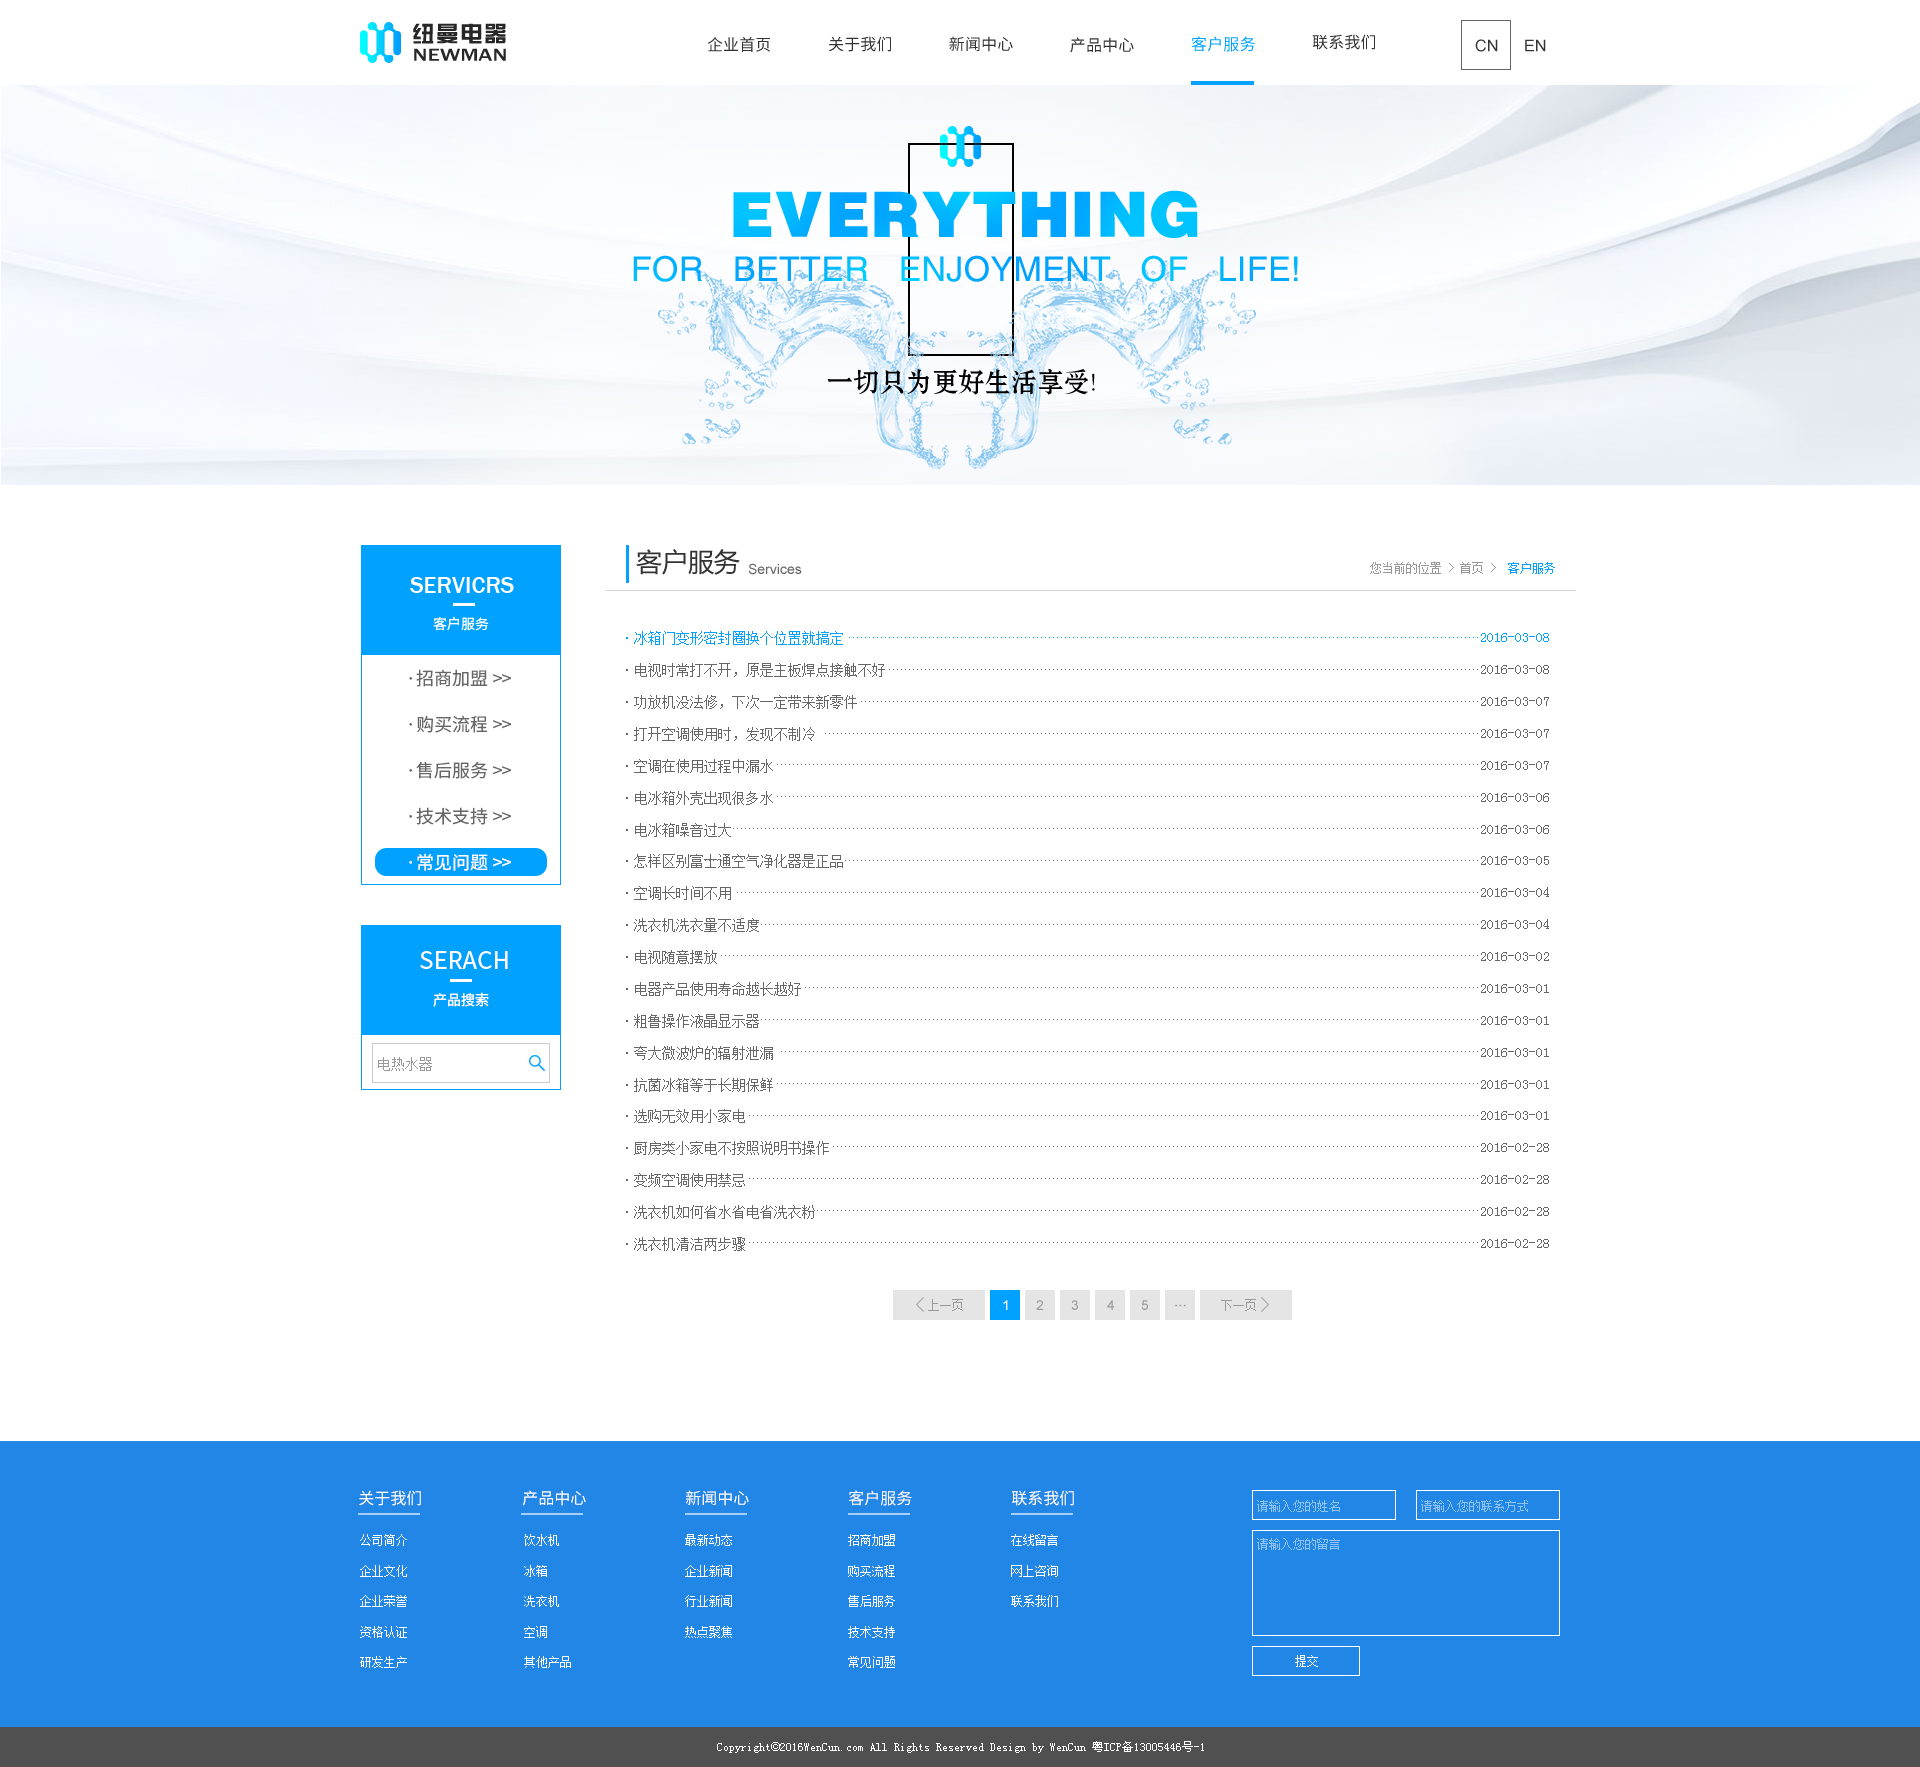 纽曼电器
NEWMAN
企业首页 关于我们 新闻中心 产品中心 客户服务 联系我们 CN EN
EVERYTHING
FOR BETTER ENJOYMENT OF LIFE!
一切只为更好生活享受!
SERVICRS
客户服务
·招商加盟 >>
·购买流程 >>
·售后服务 >>
·技术支持 >>
·常见问题 >>
SERACH
产品搜索
电热水器
客户服务 Services
您当前的位置 > 首页 > 客户服务
· 冰箱门变形密封圈换个位置就搞定 2016-03-08
· 电视时常打不开，原是主板焊点接触不好 2016-03-08
· 功放机没法修，下次一定带来新零件 2016-03-07
· 打开空调使用时，发现不制冷 2016-03-07
· 空调在使用过程中漏水 2016-03-07
· 电冰箱外壳出现很多水 2016-03-06
· 电冰箱噪音过大 2016-03-06
· 怎样区别富士通空气净化器是正品 2016-03-05
· 空调长时间不用 2016-03-04
· 洗衣机洗衣量不适度 2016-03-04
· 电视随意摆放 2016-03-02
· 电器产品使用寿命越长越好 2016-03-01
· 粗鲁操作液晶显示器 2016-03-01
· 夸大微波炉的辐射泄漏 2016-03-01
· 抗菌冰箱等于长期保鲜 2016-03-01
· 选购无效用小家电 2016-03-01
· 厨房类小家电不按照说明书操作 2016-02-28
· 变频空调使用禁忌 2016-02-28
· 洗衣机如何省水省电省洗衣粉 2016-02-28
· 洗衣机清洁两步骤 2016-02-28
<上一页 1 2 3 4 5 ··· 下一页>
关于我们
公司简介
企业文化
企业荣誉
资格认证
研发生产
产品中心
饮水机
冰箱
洗衣机
空调
其他产品
新闻中心
最新动态
企业新闻
行业新闻
热点聚焦
客户服务
招商加盟
购买流程
售后服务
技术支持
常见问题
联系我们
在线留言
网上咨询
联系我们
请输入您的姓名 请输入您的联系方式
请输入您的留言
提交
Copyright©2016WenCun.com All Rights Reserved Design by WenCun 粤ICP备13005446号-1